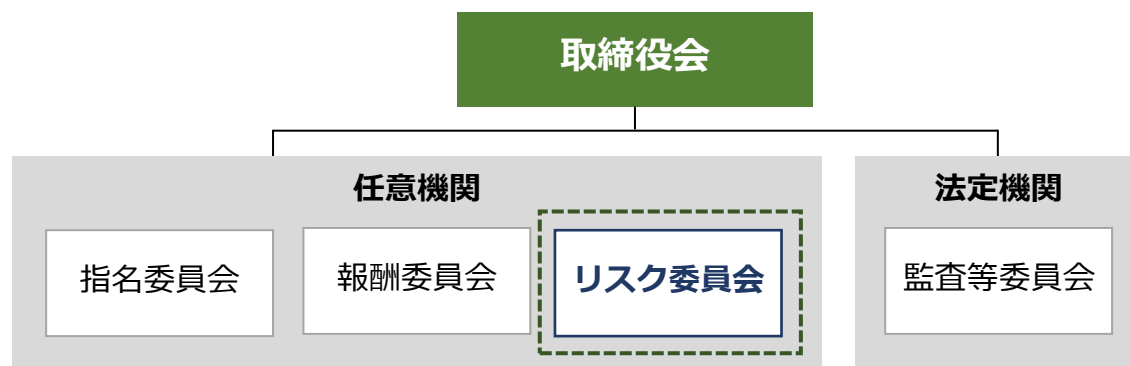 取締役会
任意機関
法定機関
指名委員会
報酬委員会
リスク委員会
監査等委員会